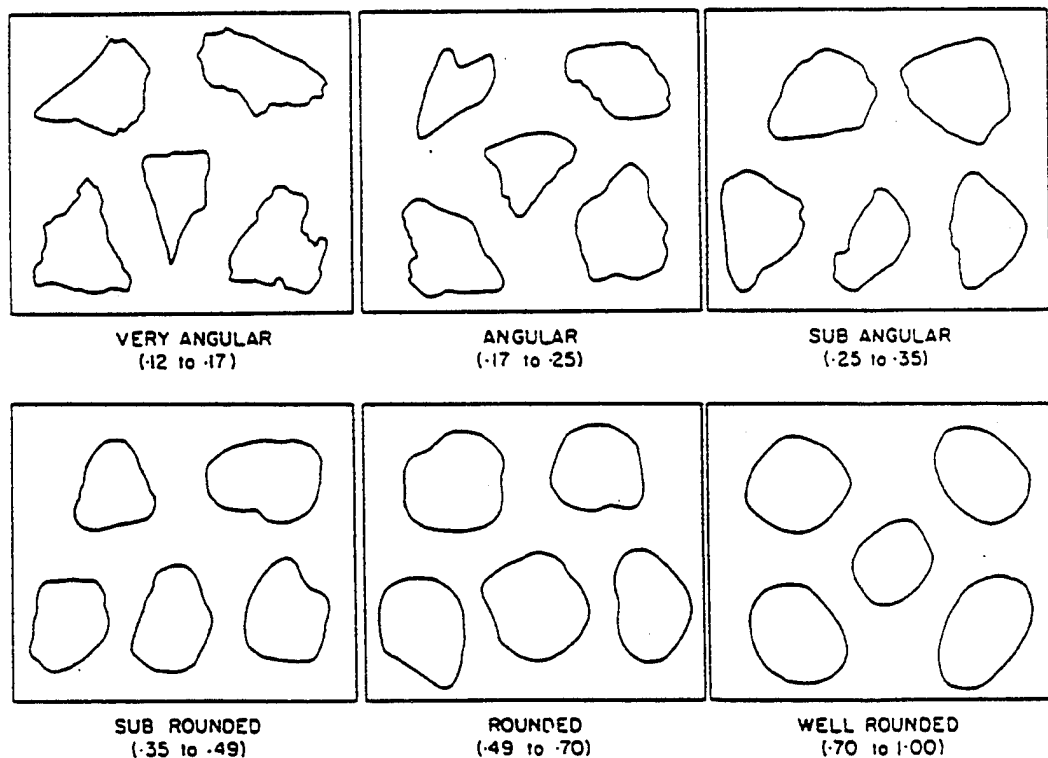 VERY ANGULAR
(·12 to ·17)
ANGULAR
(·17 to ·25)
SUB ANGULAR
(·25 to ·35)
SUB ROUNDED
(·35 to ·49)
ROUNDED
(·49 to ·70)
WELL ROUNDED
(·70 to 1·00)